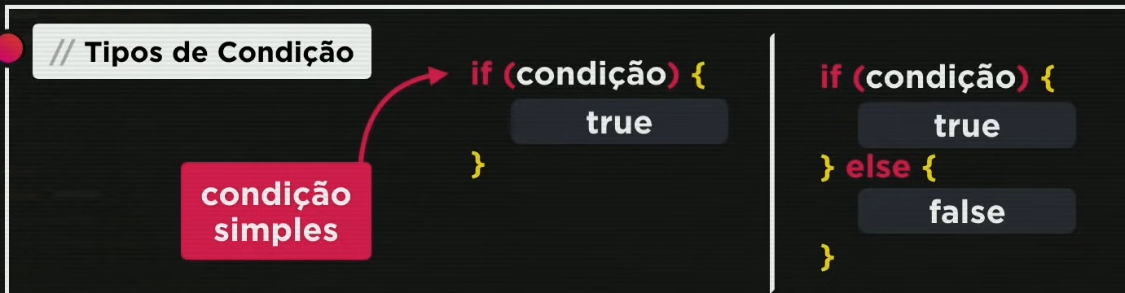 // Tipos de Condição
condição
simples
if (condição) {
true
}
if (condição) {
true
} else {
false
}